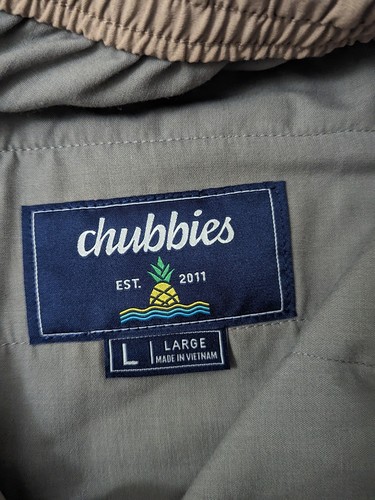 chubbies
EST. 2011
L LARGE
MADE IN VIETNAM